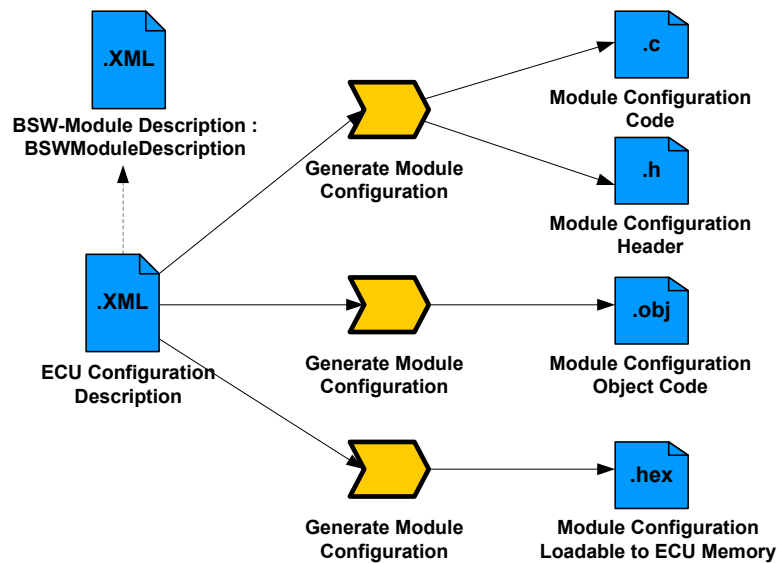 .XML
BSW-Module Description :
BSWModuleDescription
.XML
ECU Configuration
Description
Generate Module
Configuration
.c
Module Configuration
Code
.h
Module Configuration
Header
Generate Module
Configuration
.obj
Module Configuration
Object Code
Generate Module
Configuration
.hex
Module Configuration
Loadable to ECU Memory